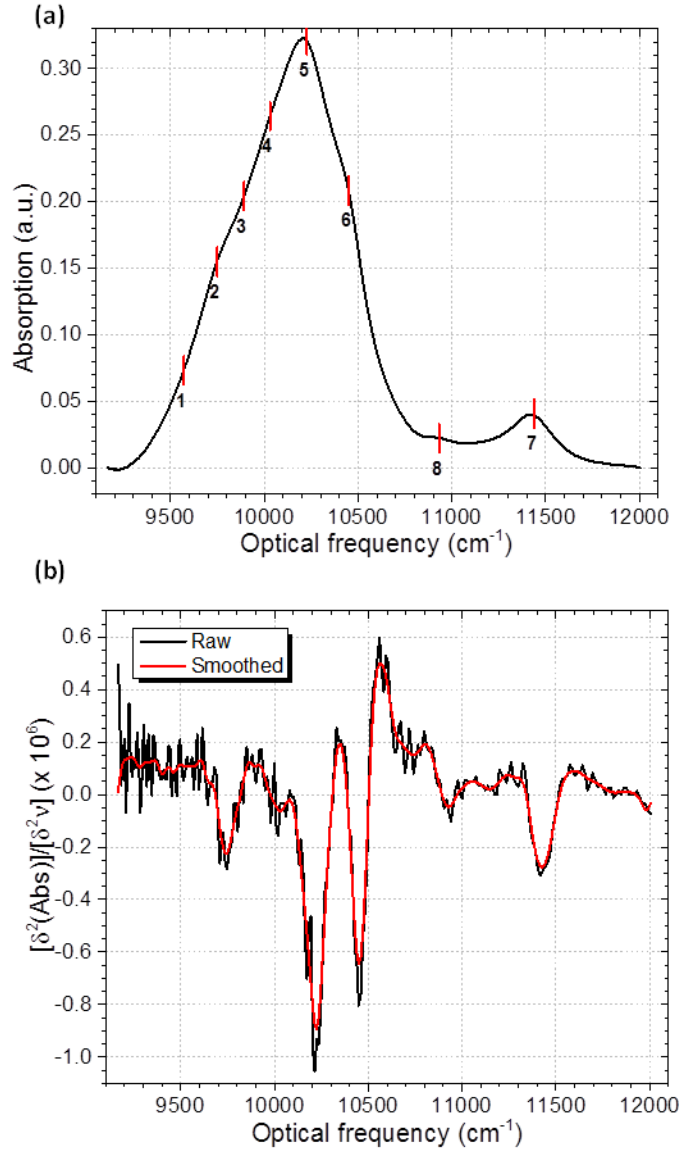 (a)
0.30
0.25
0.20
0.15
0.10
0.05
0.00
Absorption (a.u.)
1
2
3
4
5
6
8
7
9500 10000 10500 11000 11500 12000
Optical frequency (cm⁻¹)
(b)
Raw
Smoothed
0.6
0.4
0.2
0.0
-0.2
-0.4
-0.6
-0.8
-1.0
[δ²(Abs)]/[δ²ν] (x 10⁶)
9500 10000 10500 11000 11500 12000
Optical frequency (cm⁻¹)